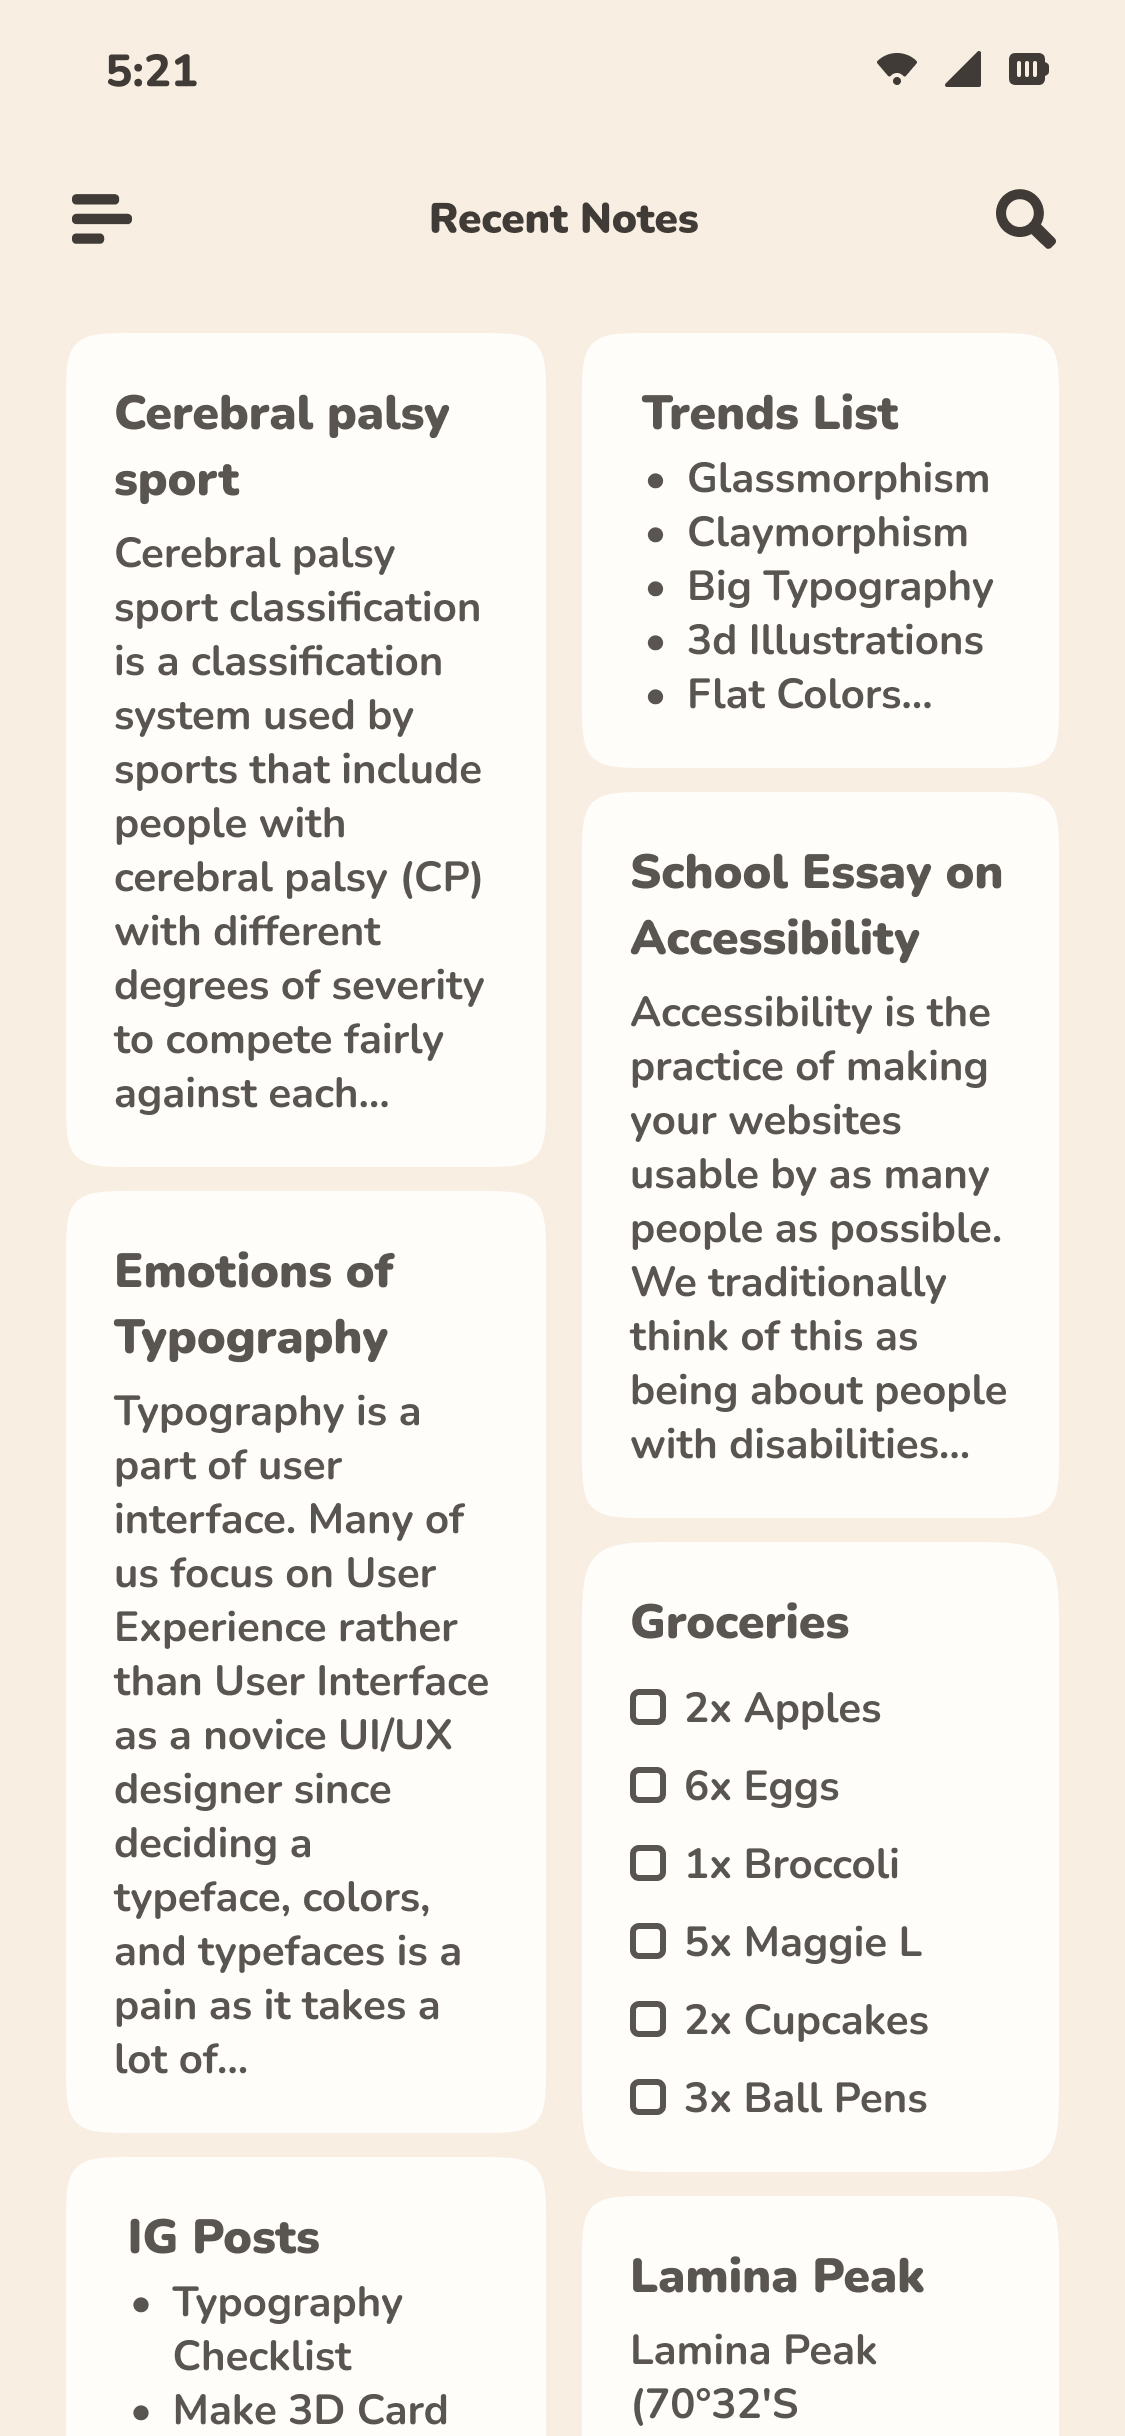 5:21
Recent Notes
Cerebral palsy
sport
Cerebral palsy
sport classification
is a classification
system used by
sports that include
people with
cerebral palsy (CP)
with different
degrees of severity
to compete fairly
against each...
Emotions of
Typography
Typography is a
part of user
interface. Many of
us focus on User
Experience rather
than User Interface
as a novice UI/UX
designer since
deciding a
typeface, colors,
and typefaces is a
pain as it takes a
lot of...
IG Posts
• Typography
Checklist
• Make 3D Card
Trends List
• Glassmorphism
• Claymorphism
• Big Typography
• 3d Illustrations
• Flat Colors...
School Essay on
Accessibility
Accessibility is the
practice of making
your websites
usable by as many
people as possible.
We traditionally
think of this as
being about people
with disabilities...
Groceries
2x Apples
6x Eggs
1x Broccoli
5x Maggie L
2x Cupcakes
3x Ball Pens
Lamina Peak
Lamina Peak
(70°32'S